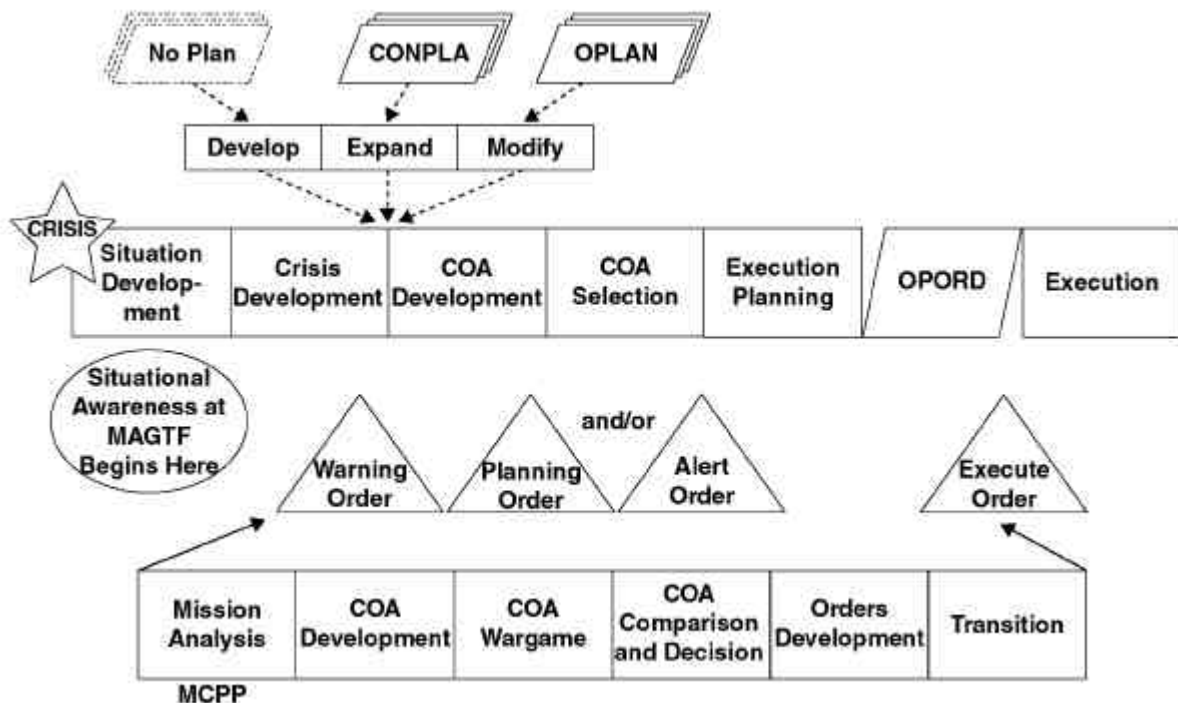 No Plan
CONPLA
OPLAN
Develop
Expand
Modify
CRISIS
Situation
Develop-
ment
Crisis
Development
COA
Development
COA
Selection
Execution
Planning
OPORD
Execution
Situational
Awareness at
MAGTF
Begins Here
Warning
Order
Planning
Order
and/or
Alert
Order
Execute
Order
Mission
Analysis
COA
Development
COA
Wargame
COA
Comparison
and Decision
Orders
Development
Transition
MCPP